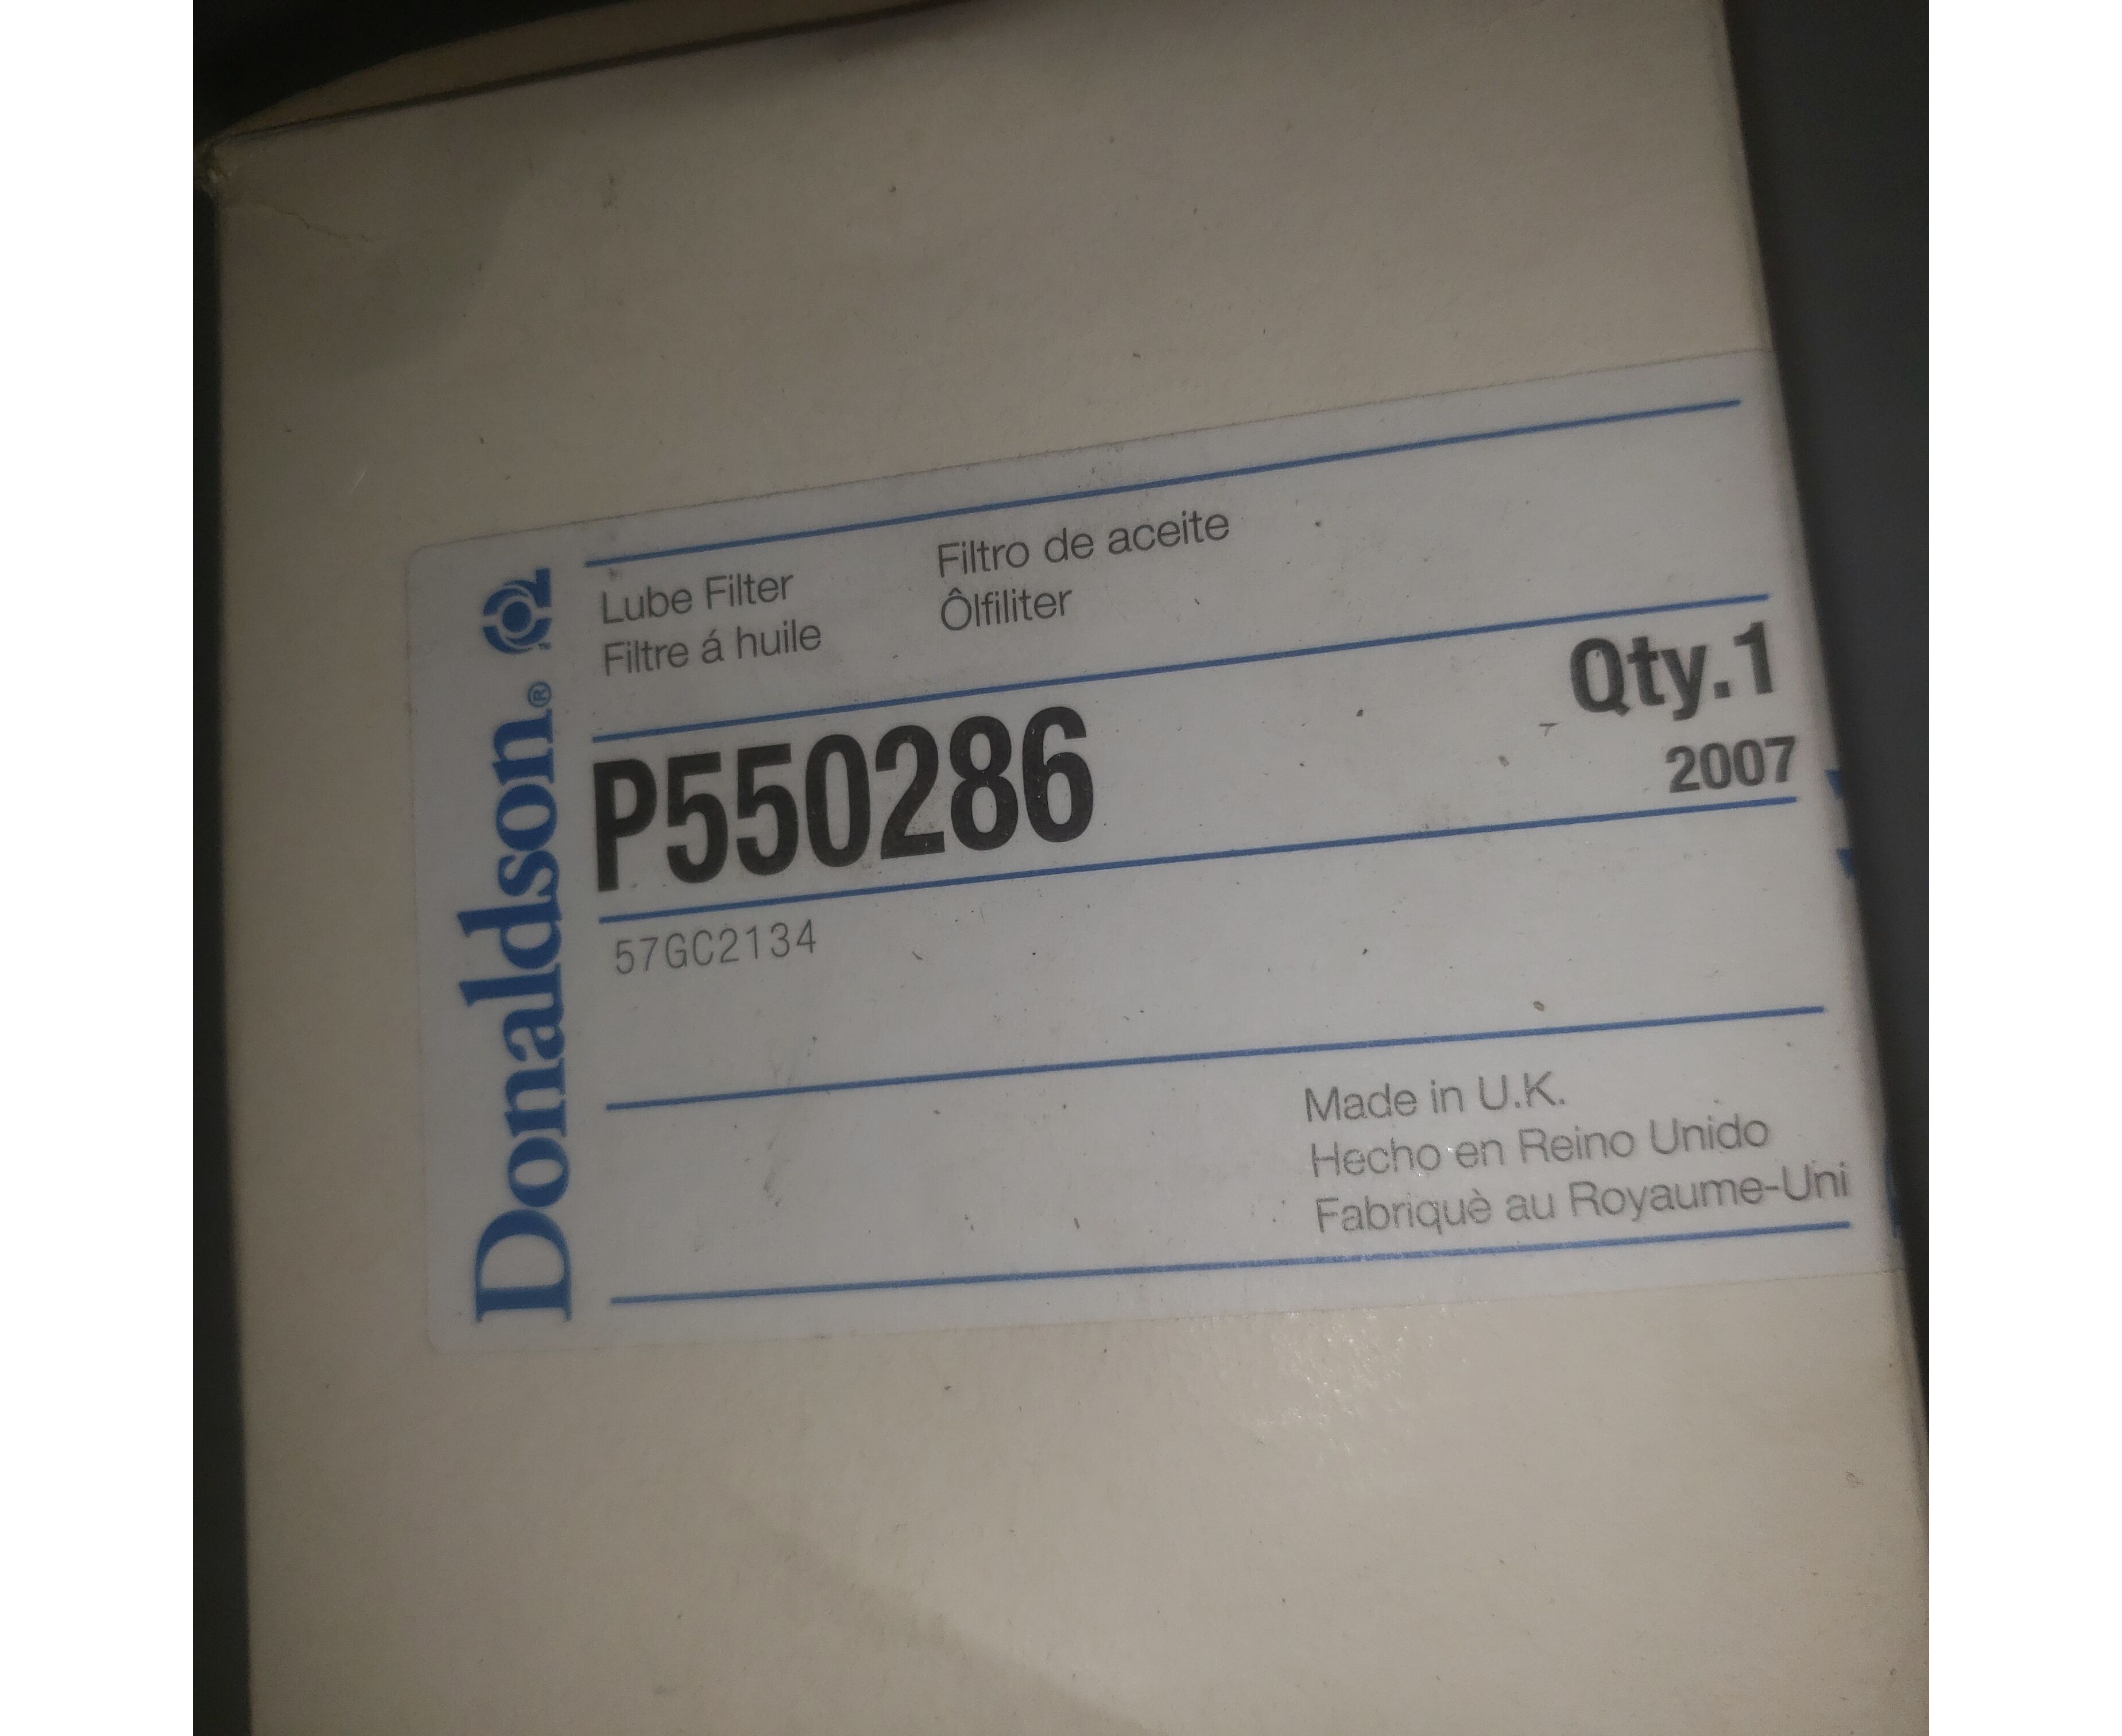 Donaldson®
Lube Filter
Filtre á huile
Filtro de aceite
Ôlfiliter
P550286
Qty.1
2007
57GC2134
Made in U.K.
Hecho en Reino Unido
Fabriquè au Royaume-Uni